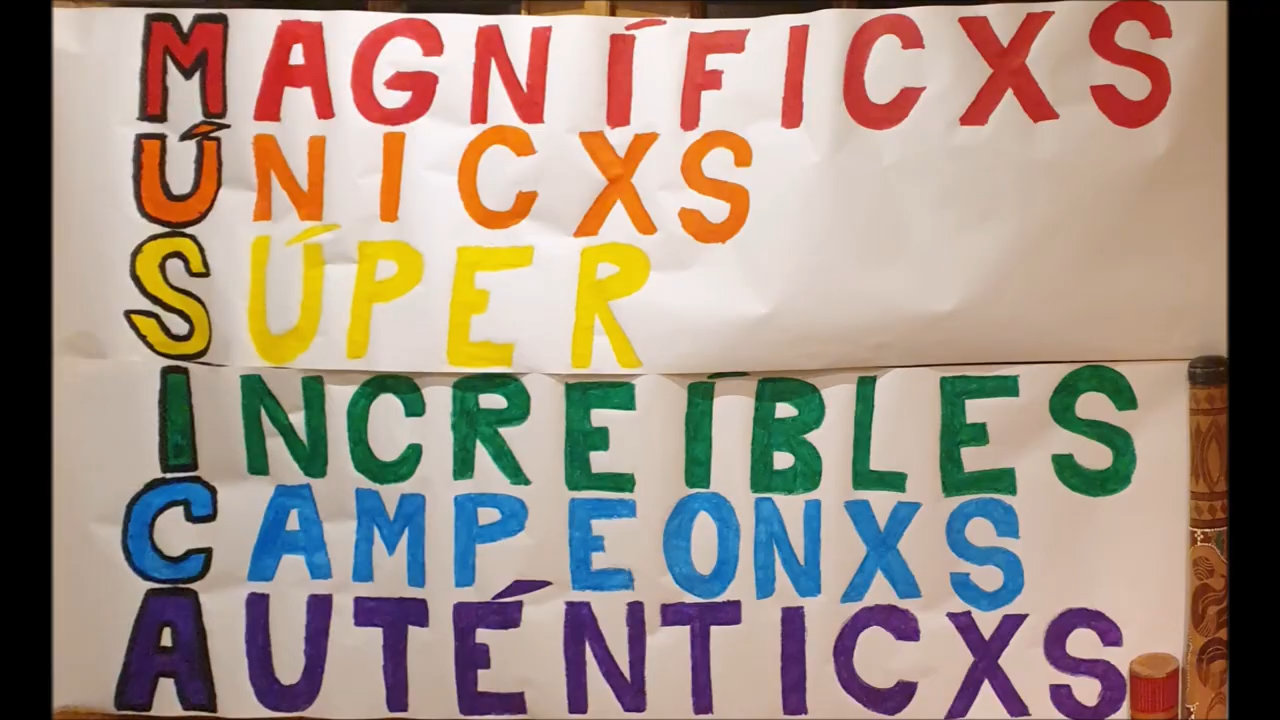 MAGNÍFICXS
ÚNICXS
SÚPER
INCREÍBLES
CAMPEONXS
AUTÉNTICXS